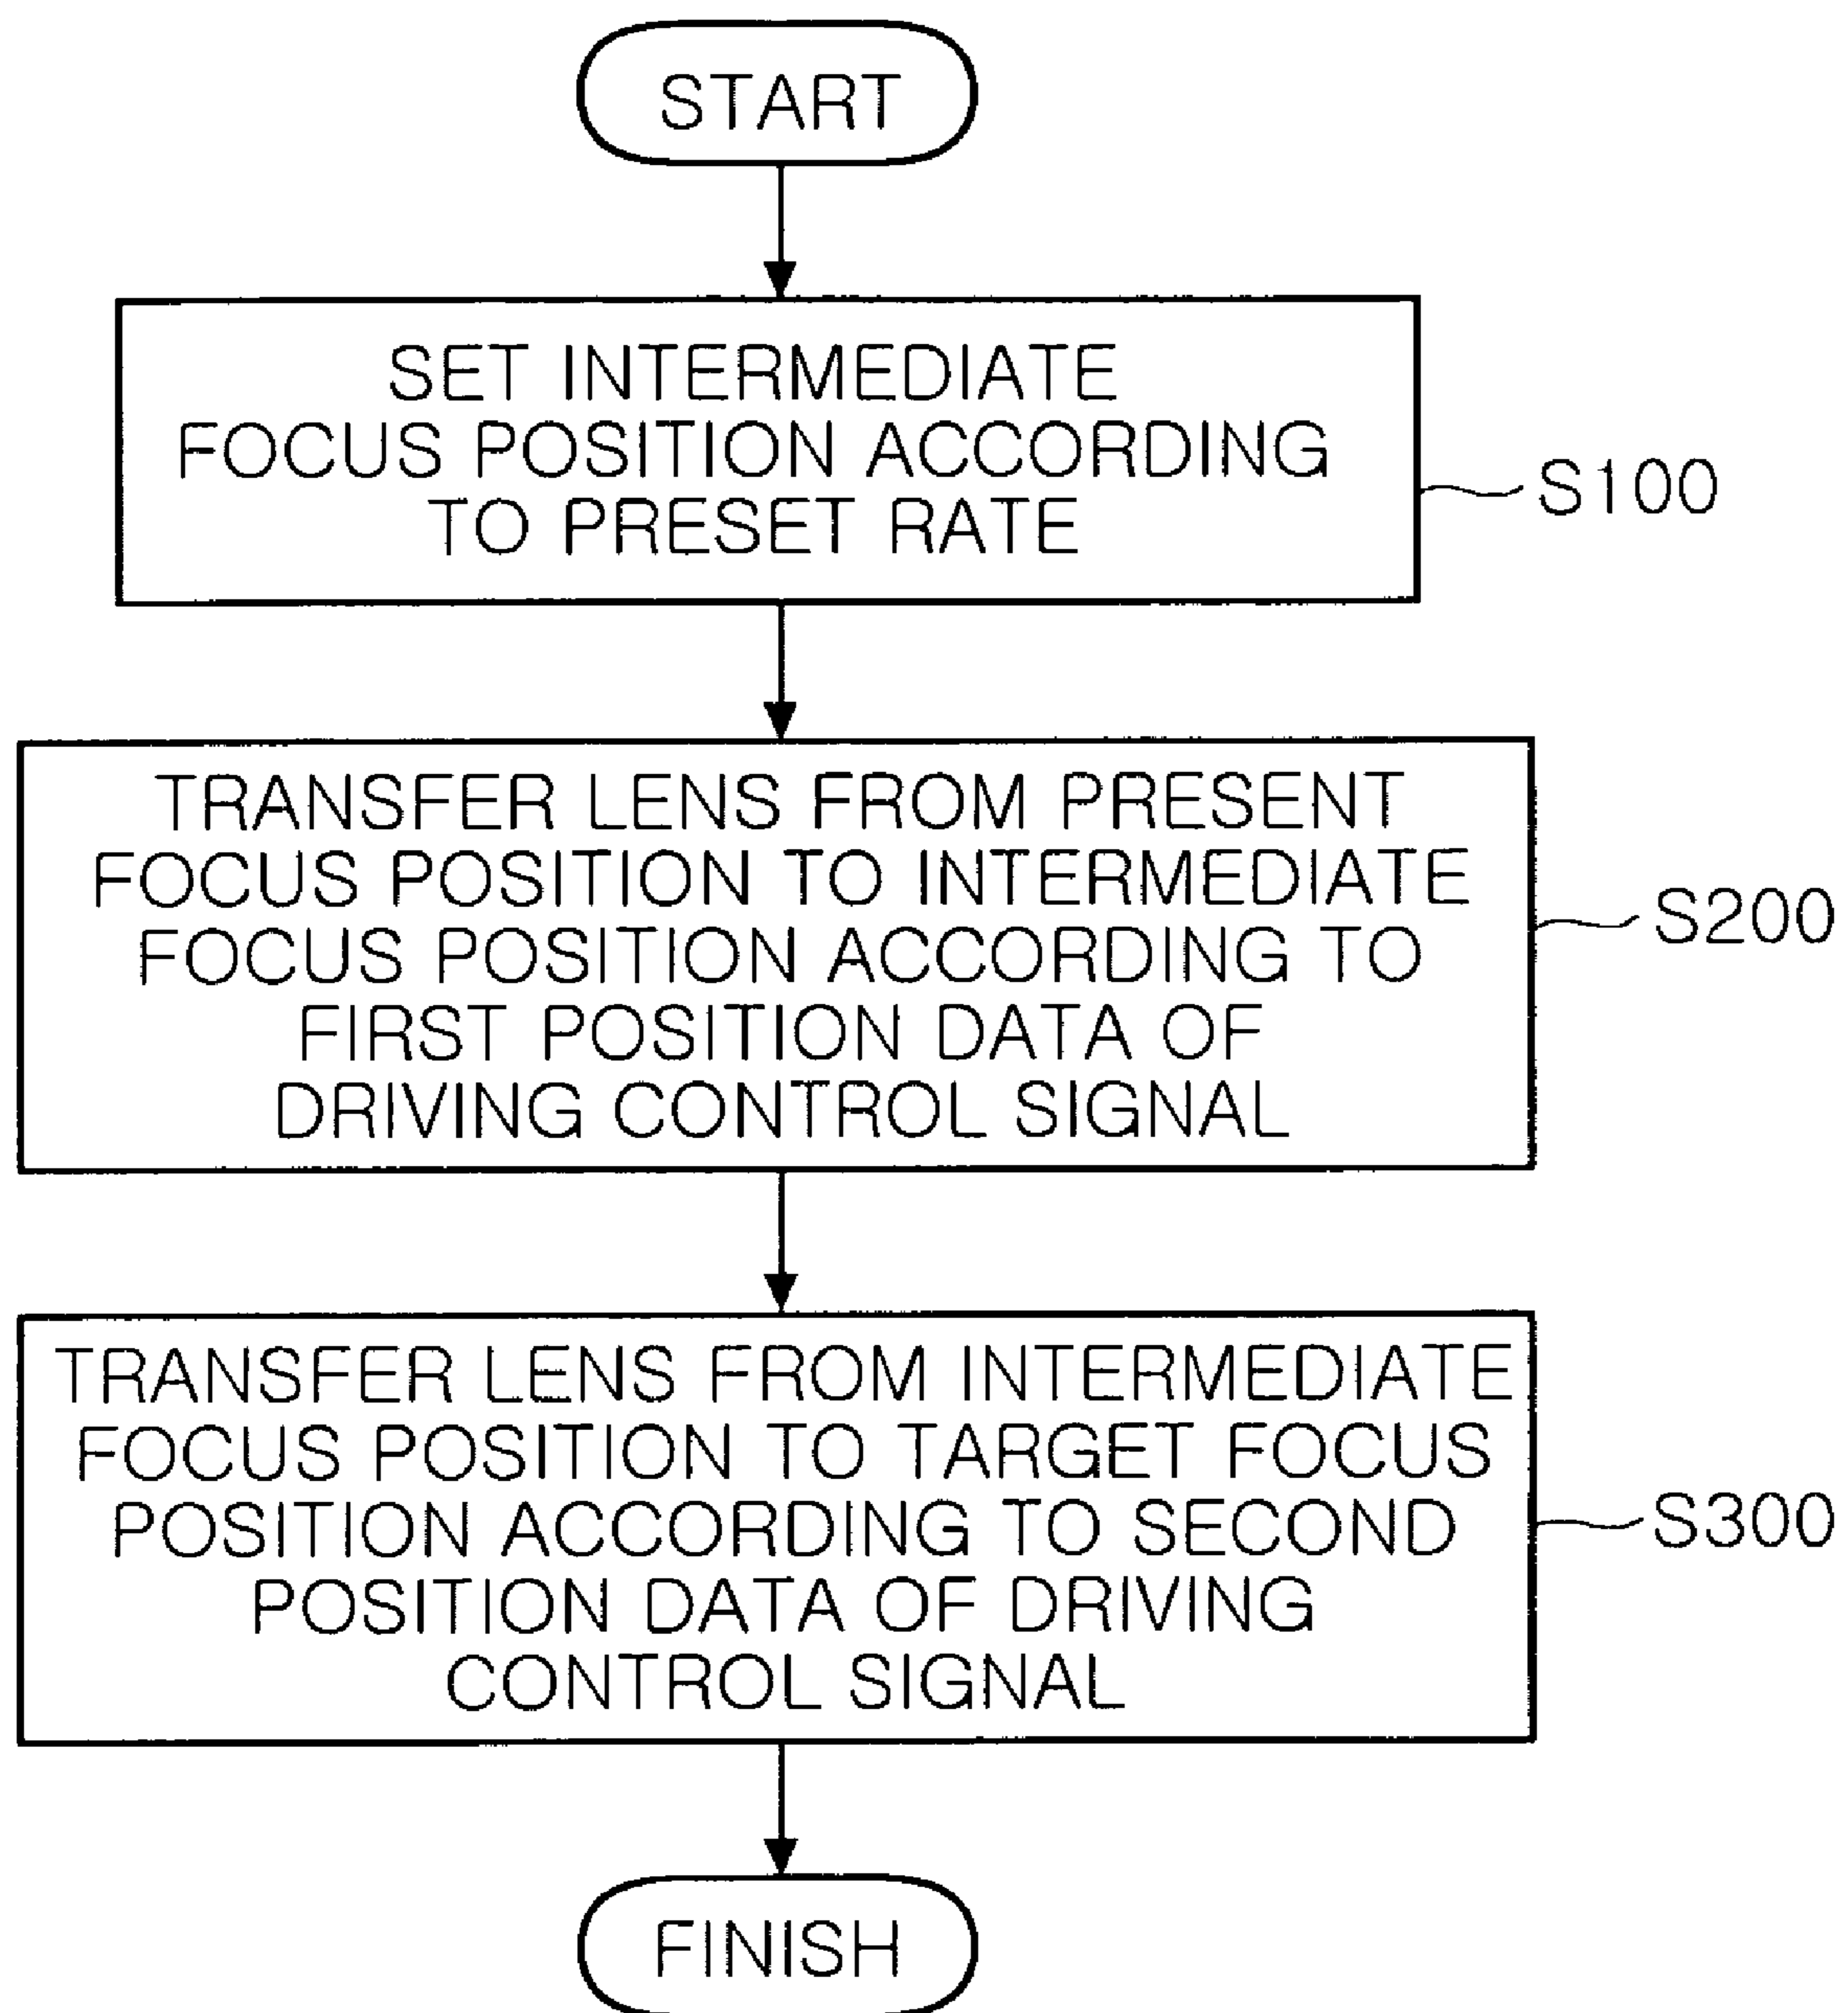 START
SET INTERMEDIATE
FOCUS POSITION ACCORDING
TO PRESET RATE
S100
TRANSFER LENS FROM PRESENT
FOCUS POSITION TO INTERMEDIATE
FOCUS POSITION ACCORDING TO
FIRST POSITION DATA OF
DRIVING CONTROL SIGNAL
S200
TRANSFER LENS FROM INTERMEDIATE
FOCUS POSITION TO TARGET FOCUS
POSITION ACCORDING TO SECOND
POSITION DATA OF DRIVING
CONTROL SIGNAL
S300
FINISH